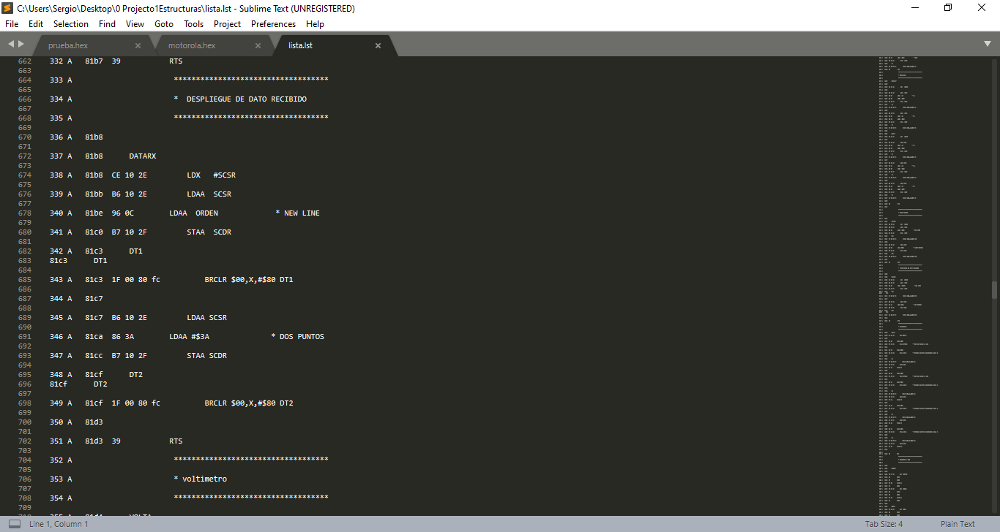 C:\Users\Sergio\Desktop\0 Projecto1Estructuras\lista.lst - Sublime Text (UNREGISTERED)
File Edit Selection Find View Goto Tools Project Preferences Help
prueba.hex motorola.hex lista.lst
662 332 A 81b7 39 RTS
663
664 333 A ***********************************
665
666 334 A * DESPLIEGUE DE DATO RECIBIDO
667
668 335 A ***********************************
669
670 336 A 81b8
671
672 337 A 81b8 DATARX
673
674 338 A 81b8 CE 10 2E LDX #SCSR
675
676 339 A 81bb B6 10 2E LDAA SCSR
677
678 340 A 81be 96 0C LDAA ORDEN * NEW LINE
679
680 341 A 81c0 B7 10 2F STAA SCDR
681
682 342 A 81c3 DT1
683 81c3 DT1
684
685 343 A 81c3 1F 00 80 fc BRCLR $00,X,#$80 DT1
686
687 344 A 81c7
688
689 345 A 81c7 B6 10 2E LDAA SCSR
690
691 346 A 81ca 86 3A LDAA #$3A * DOS PUNTOS
692
693 347 A 81cc B7 10 2F STAA SCDR
694
695 348 A 81cf DT2
696 81cf DT2
697
698 349 A 81cf 1F 00 80 fc BRCLR $00,X,#$80 DT2
699
700 350 A 81d3
701
702 351 A 81d3 39 RTS
703
704 352 A ***********************************
705
706 353 A * voltimetro
707
708 354 A ***********************************
709
710 355 A 81d4 VOLTA
Line 1, Column 1 Tab Size: 4 Plain Text